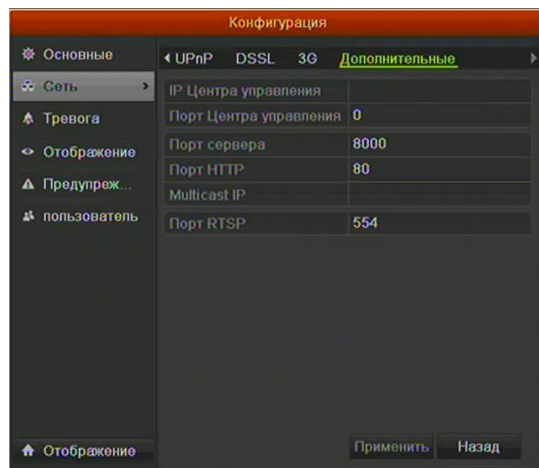 Конфигурация
Основные
Сеть
Тревога
Отображение
Предупреж...
пользователь
Отображение
UPnP DSSL 3G Дополнительные
IP Центра управления
Порт Центра управления 0
Порт сервера 8000
Порт HTTP 80
Multicast IP
Порт RTSP 554
Применить Назад